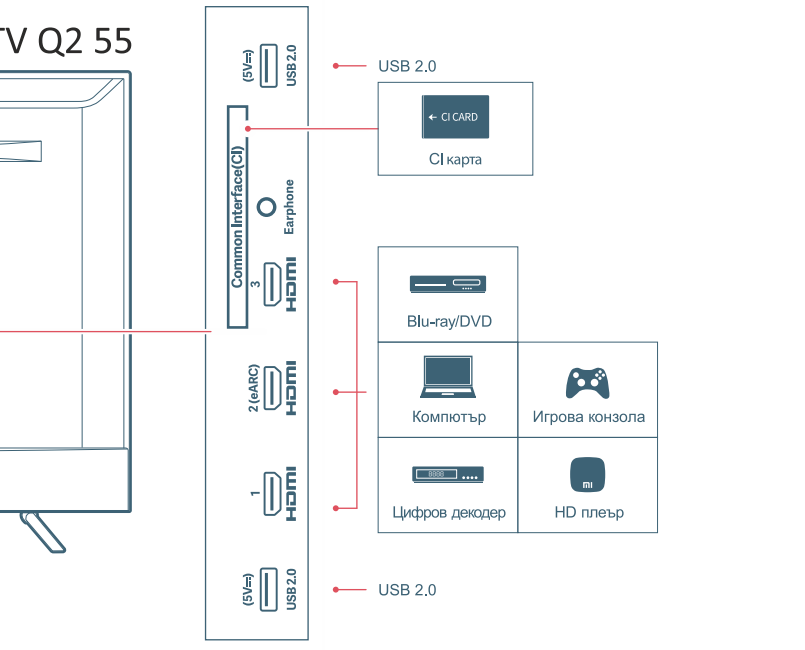 TV Q2 55
(5V⎓)
USB 2.0
USB 2.0
← CI CARD
CI карта
Common Interface(CI)
Earphone
3
HDMI
Blu-ray/DVD
2 (eARC)
HDMI
Компютър
Игрова конзола
1
HDMI
mi
Цифров декодер
HD плеър
(5V⎓)
USB 2.0
USB 2.0